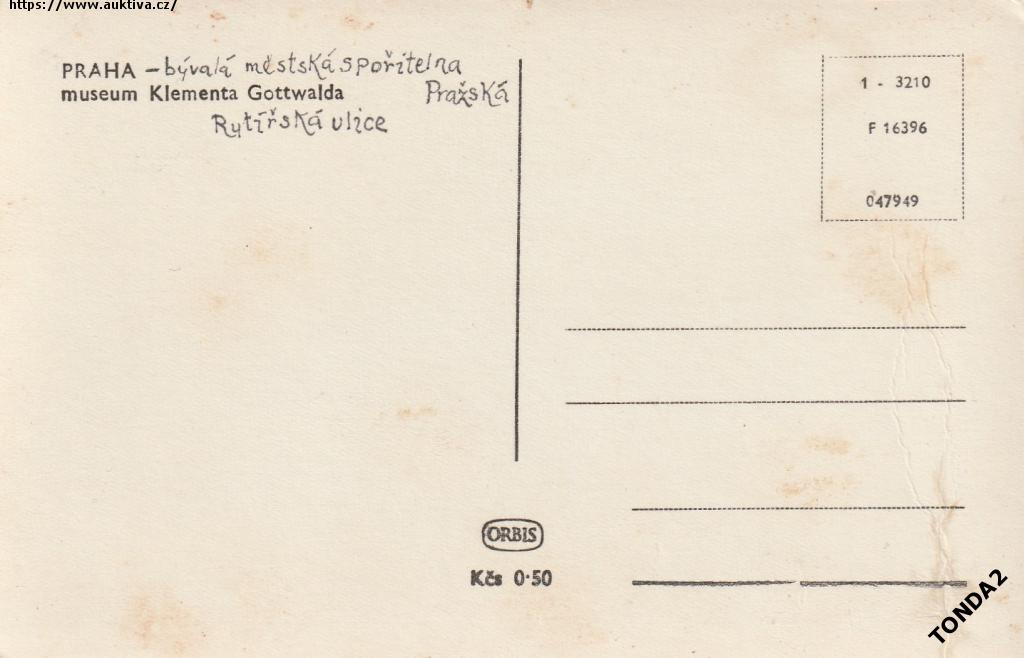 https://www.auktiva.cz/
PRAHA – bývalá městská spořitelna
museum Klementa Gottwalda Pražská
Rytířská ulice
1 - 3210
F 16396
047949
ORBIS
Kčs 0·50
TONDA2